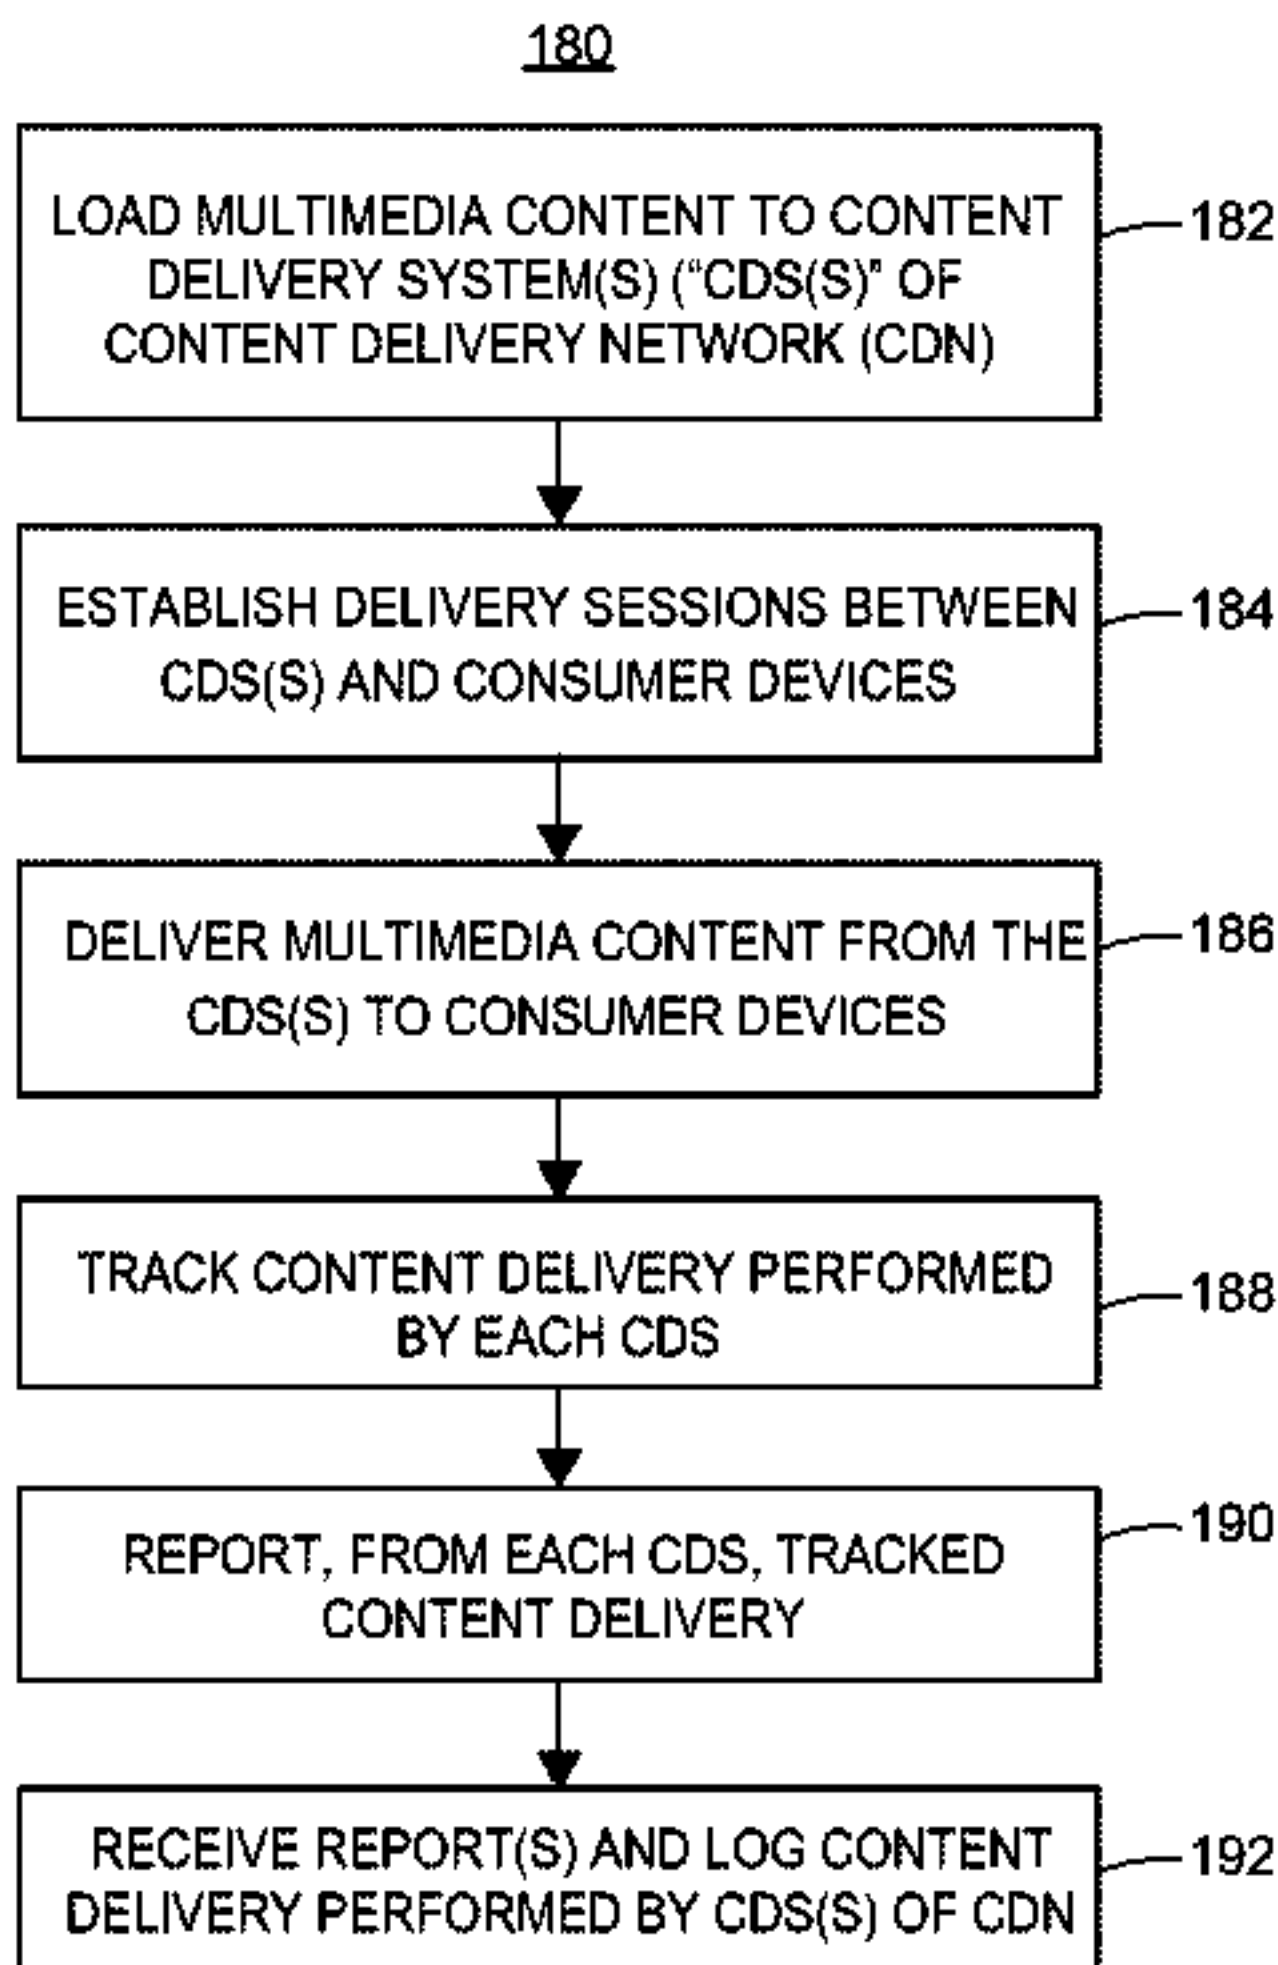 180
LOAD MULTIMEDIA CONTENT TO CONTENT
DELIVERY SYSTEM(S) (“CDS(S)” OF
CONTENT DELIVERY NETWORK (CDN)
182
ESTABLISH DELIVERY SESSIONS BETWEEN
CDS(S) AND CONSUMER DEVICES
184
DELIVER MULTIMEDIA CONTENT FROM THE
CDS(S) TO CONSUMER DEVICES
186
TRACK CONTENT DELIVERY PERFORMED
BY EACH CDS
188
REPORT, FROM EACH CDS, TRACKED
CONTENT DELIVERY
190
RECEIVE REPORT(S) AND LOG CONTENT
DELIVERY PERFORMED BY CDS(S) OF CDN
192